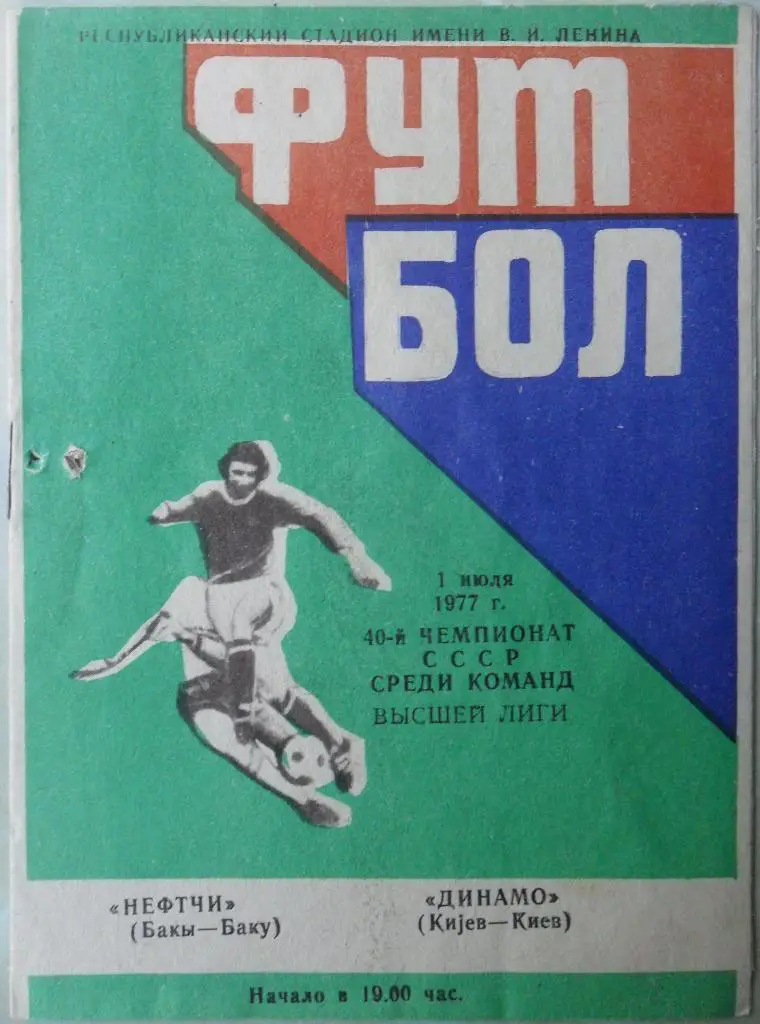 РЕСПУБЛИКАНСКИЙ СТАДИОН ИМЕНИ В. И. ЛЕНИНА
ФУТ
БОЛ
1 июля
1977 г.
40-й ЧЕМПИОНАТ
СССР
СРЕДИ КОМАНД
ВЫСШЕЙ ЛИГИ
«НЕФТЧИ»
(Бакы—Баку)
«ДИНАМО»
(Кијев—Киев)
Начало в 19.00 час.